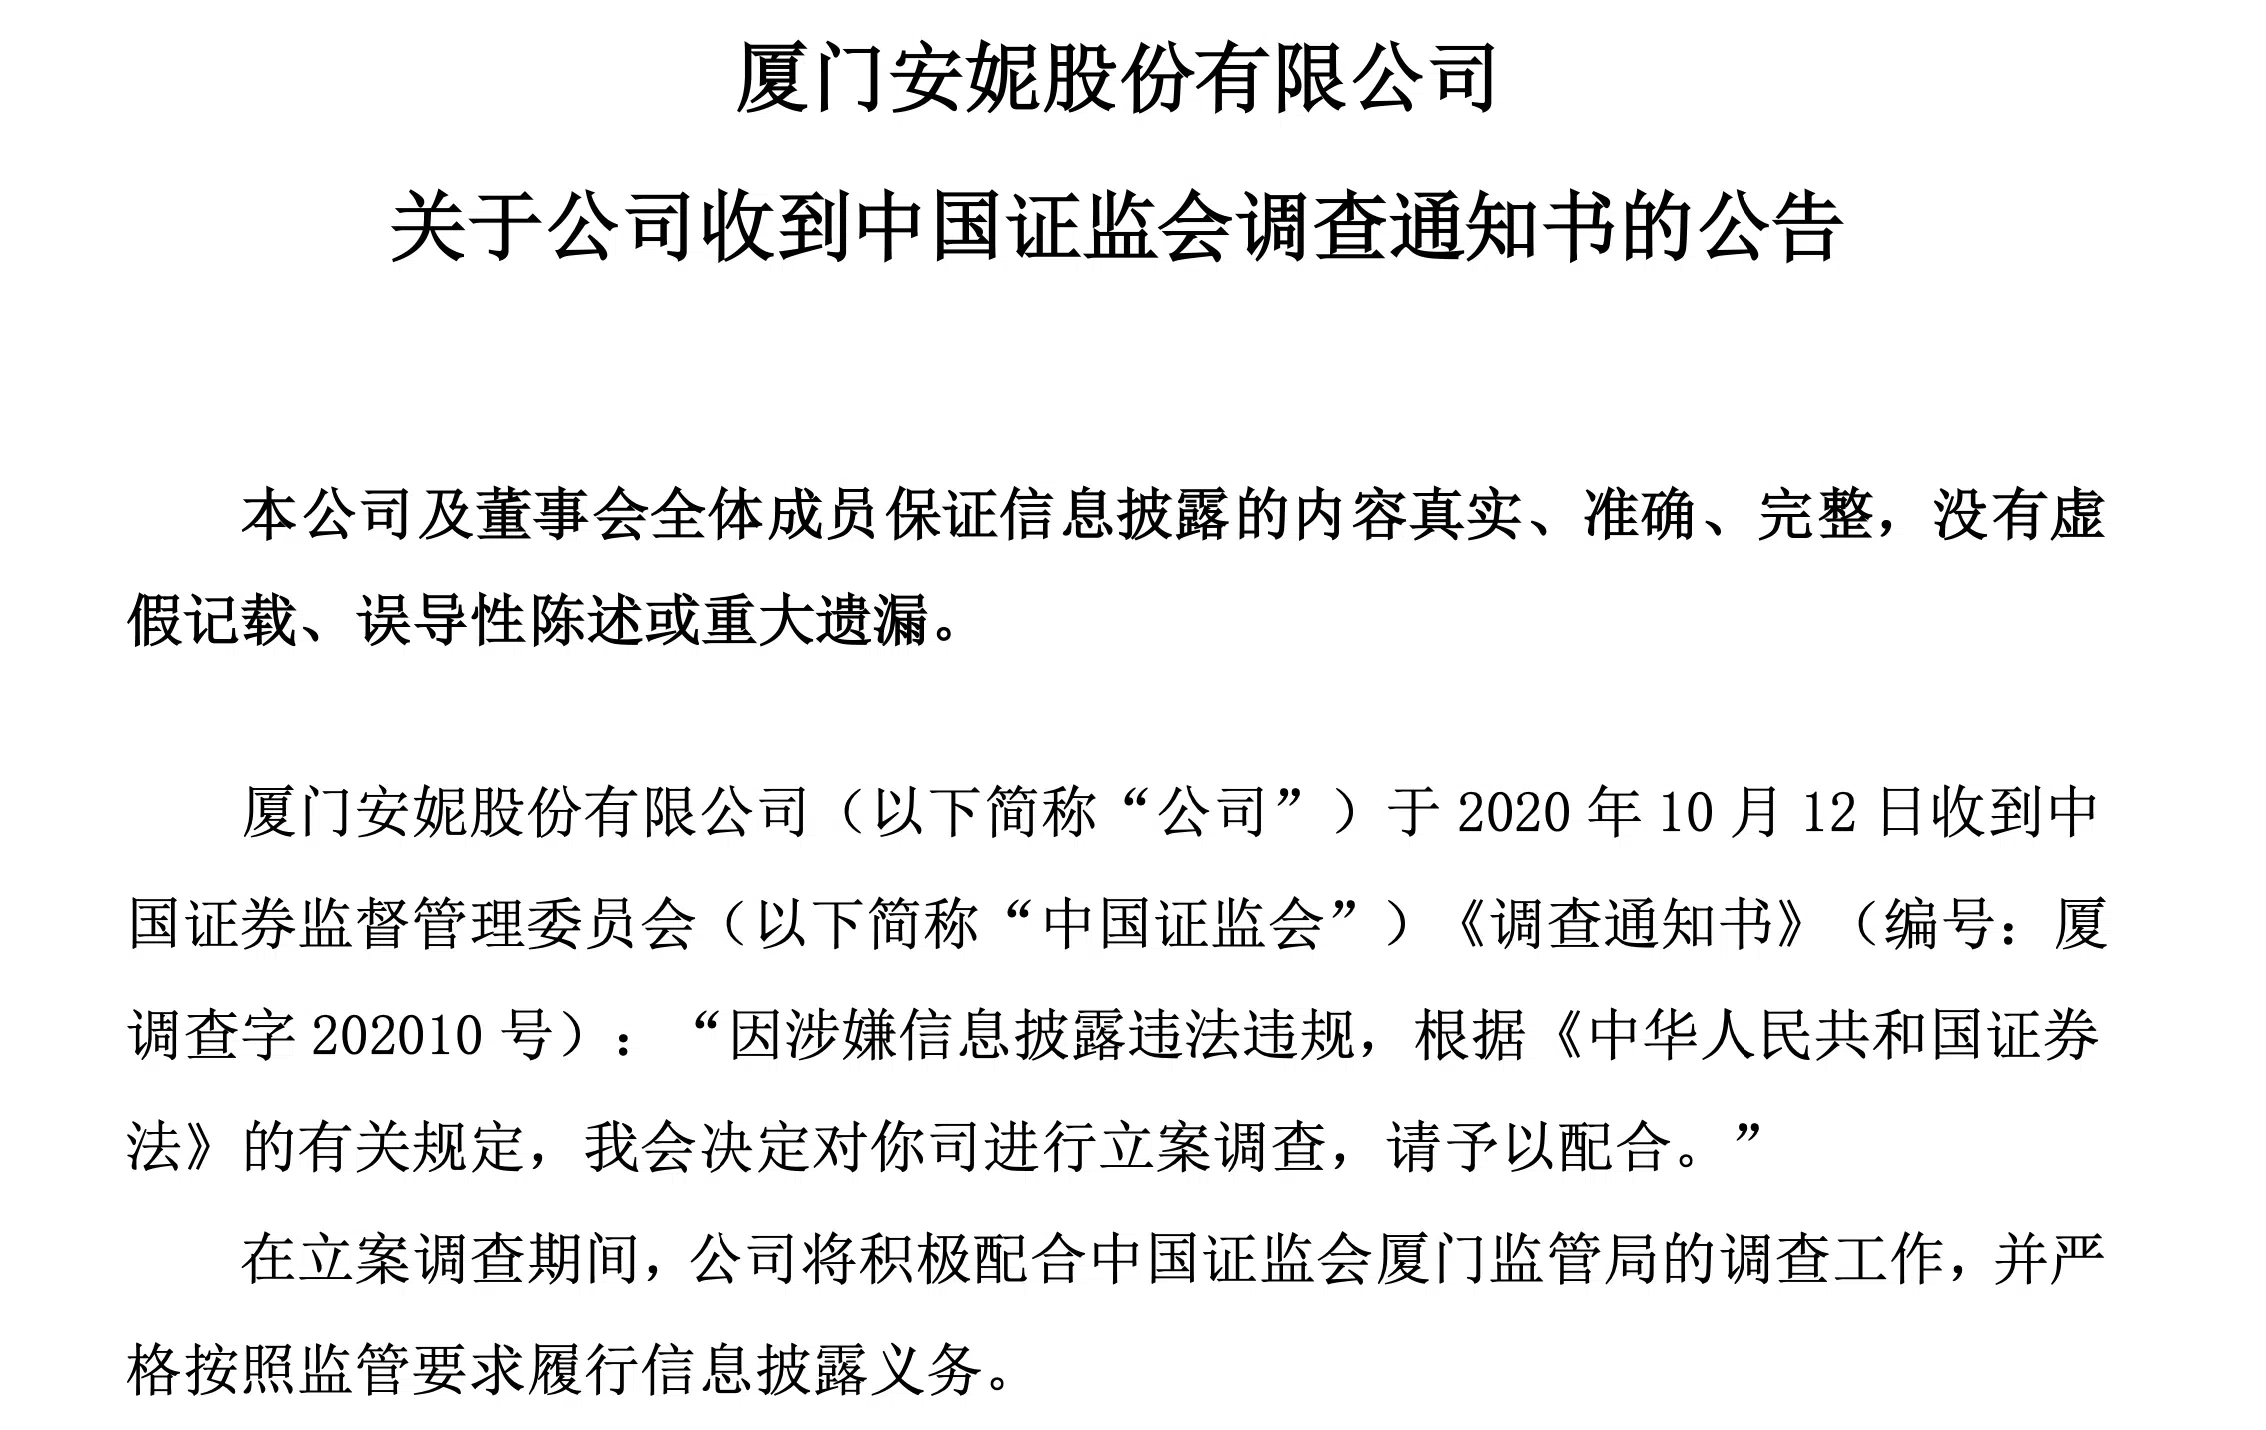 厦门安妮股份有限公司
关于公司收到中国证监会调查通知书的公告
本公司及董事会全体成员保证信息披露的内容真实、准确、完整，没有虚
假记载、误导性陈述或重大遗漏。
厦门安妮股份有限公司（以下简称“公司”）于 2020 年 10 月 12 日收到中
国证券监督管理委员会（以下简称“中国证监会”）《调查通知书》（编号：厦
调查字 202010 号）：“因涉嫌信息披露违法违规，根据《中华人民共和国证券
法》的有关规定，我会决定对你司进行立案调查，请予以配合。”
在立案调查期间，公司将积极配合中国证监会厦门监管局的调查工作，并严
格按照监管要求履行信息披露义务。